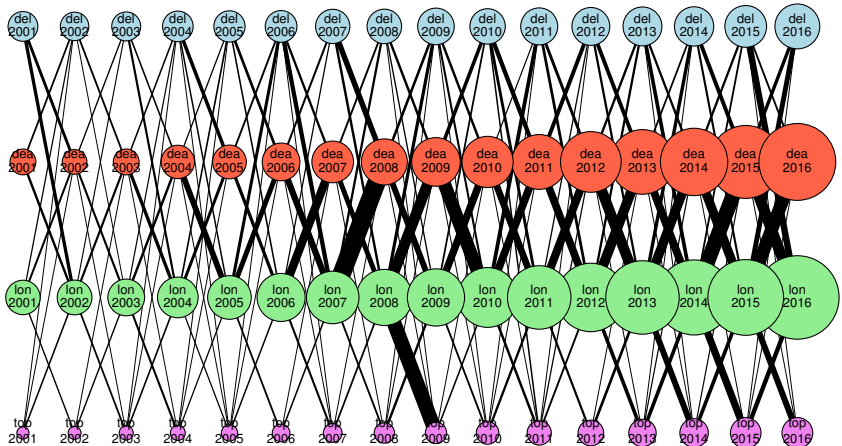 del del del del del del del del del del del del del del del del
2001 2002 2003 2004 2005 2006 2007 2008 2009 2010 2011 2012 2013 2014 2015 2016
dea dea dea dea dea dea dea dea dea dea dea dea dea dea dea dea
2001 2002 2003 2004 2005 2006 2007 2008 2009 2010 2011 2012 2013 2014 2015 2016
lon lon lon lon lon lon lon lon lon lon lon lon lon lon lon lon
2001 2002 2003 2004 2005 2006 2007 2008 2009 2010 2011 2012 2013 2014 2015 2016
top top top top top top top top top top top top top top top top
2001 2002 2003 2004 2005 2006 2007 2008 2009 2010 2011 2012 2013 2014 2015 2016